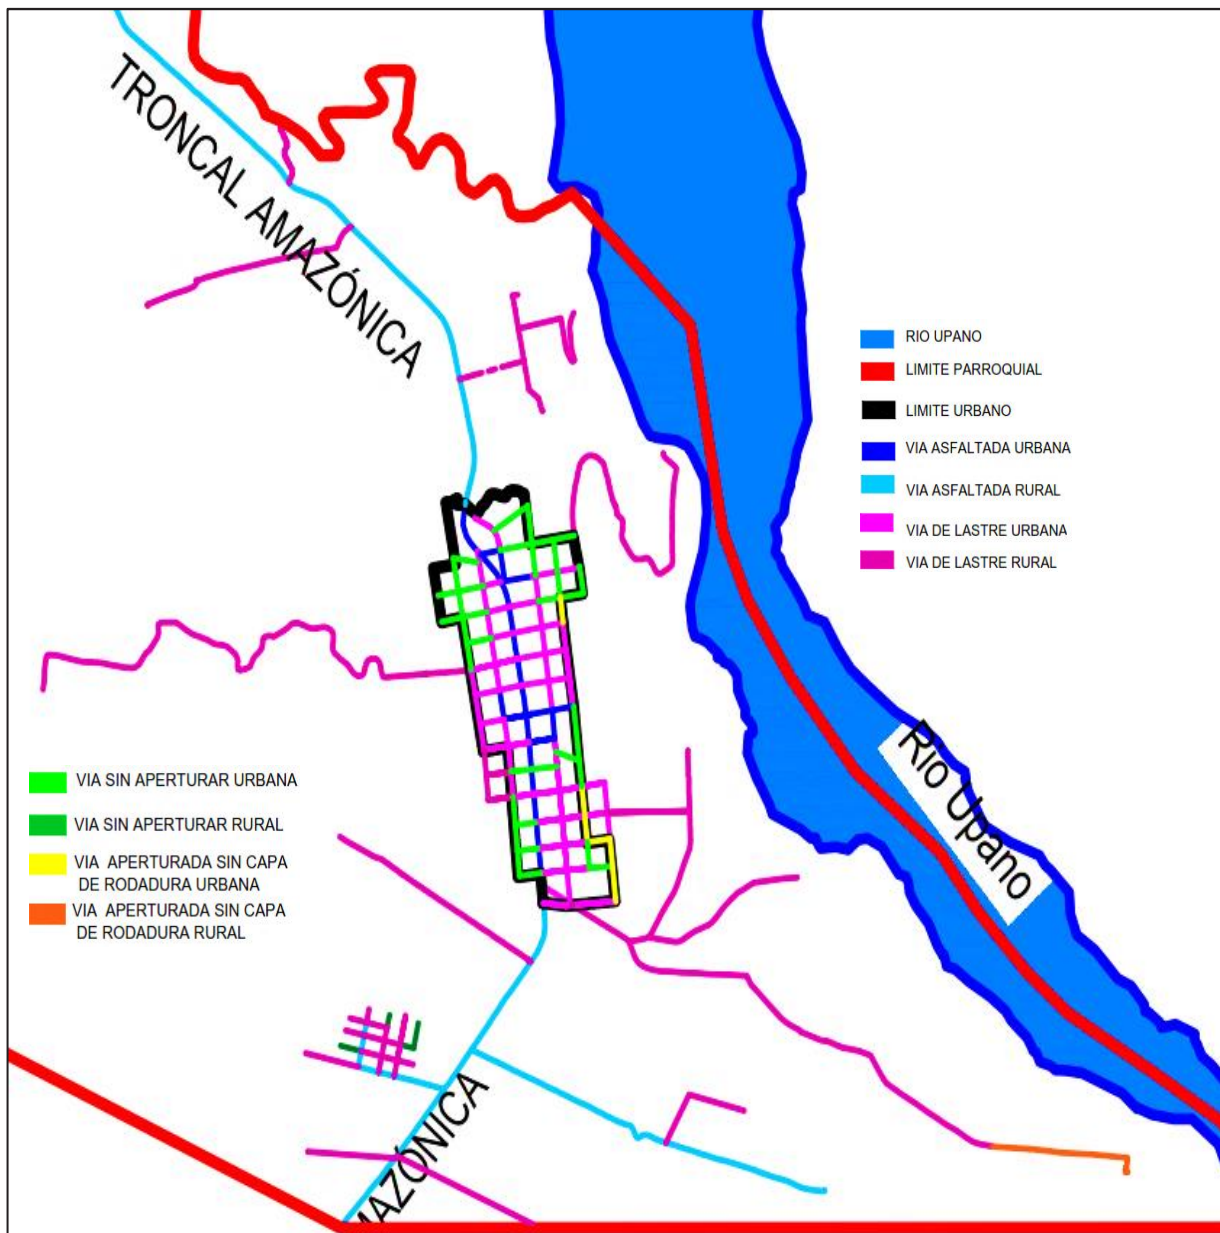 TRONCAL AMAZÓNICA
RIO UPANO
LIMITE PARROQUIAL
LIMITE URBANO
VIA ASFALTADA URBANA
VIA ASFALTADA RURAL
VIA DE LASTRE URBANA
VIA DE LASTRE RURAL
Río Upano
VIA SIN APERTURAR URBANA
VIA SIN APERTURAR RURAL
VIA APERTURADA SIN CAPA
DE RODADURA URBANA
VIA APERTURADA SIN CAPA
DE RODADURA RURAL
MAZÓNICA